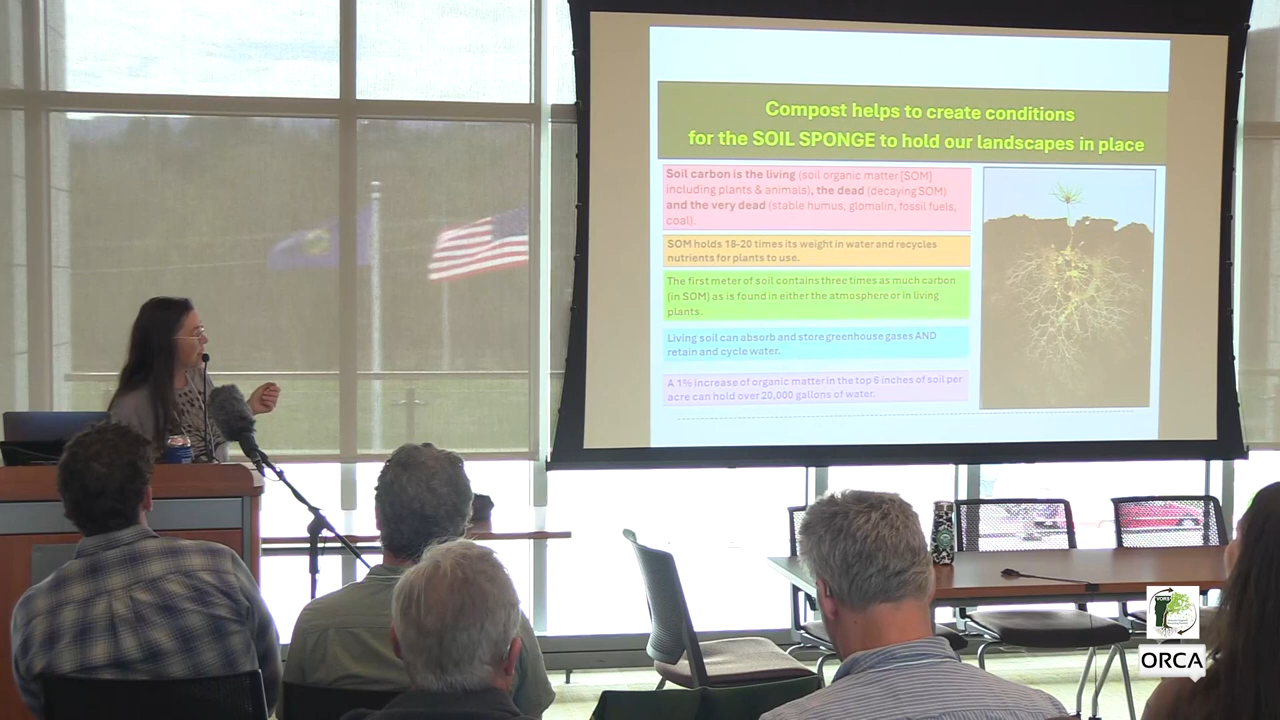 Compost helps to create conditions
for the SOIL SPONGE to hold our landscapes in place
Soil carbon is the living (soil organic matter [SOM]
including plants & animals), the dead (decaying SOM)
and the very dead (stable humus, glomalin, fossil fuels,
coal).
SOM holds 18-20 times its weight in water and recycles
nutrients for plants to use.
The first meter of soil contains three times as much carbon
(in SOM) as is found in either the atmosphere or in living
plants.
Living soil can absorb and store greenhouse gases AND
retain and cycle water.
A 1% increase of organic matter in the top 6 inches of soil per
acre can hold over 20,000 gallons of water.
ORCA